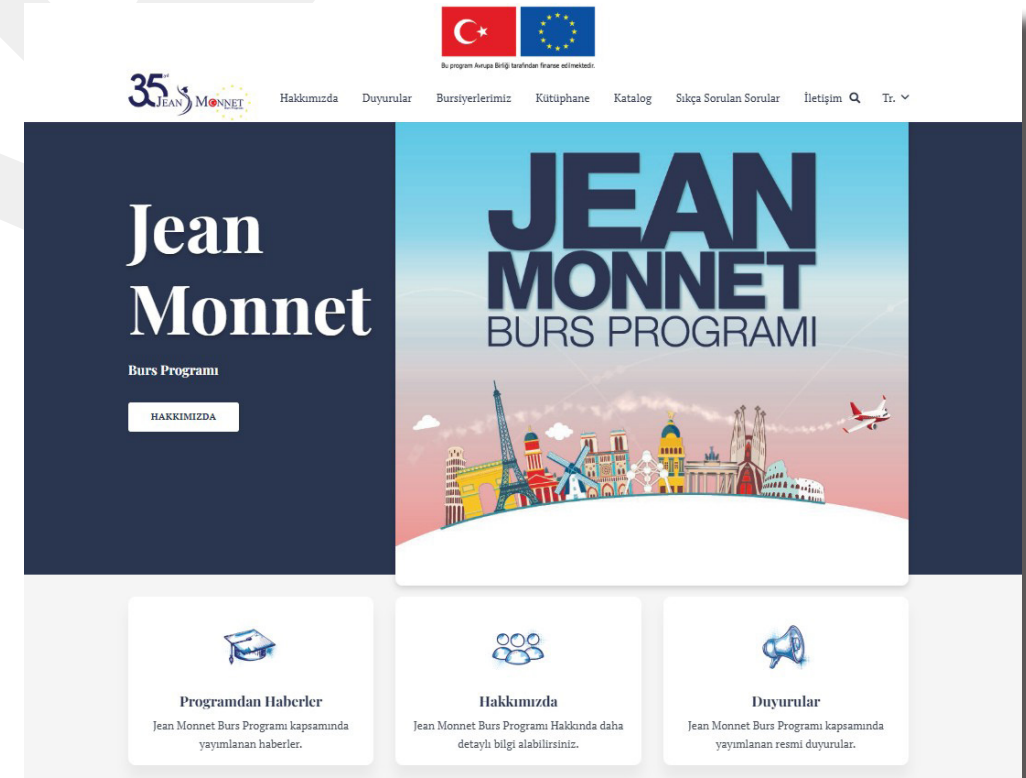 Bu program Avrupa Birliği tarafından finanse edilmektedir.
35.yıl
JEAN MONNET
Burs Programı
Hakkımızda Duyurular Bursiyerlerimiz Kütüphane Katalog Sıkça Sorulan Sorular İletişim Tr.
Jean
Monnet
Burs Programı
HAKKIMIZDA
JEAN
MONNET
BURS PROGRAMI
Programdan Haberler
Jean Monnet Burs Programı kapsamında
yayımlanan haberler.
Hakkımızda
Jean Monnet Burs Programı Hakkında daha
detaylı bilgi alabilirsiniz.
Duyurular
Jean Monnet Burs Programı kapsamında
yayımlanan resmi duyurular.